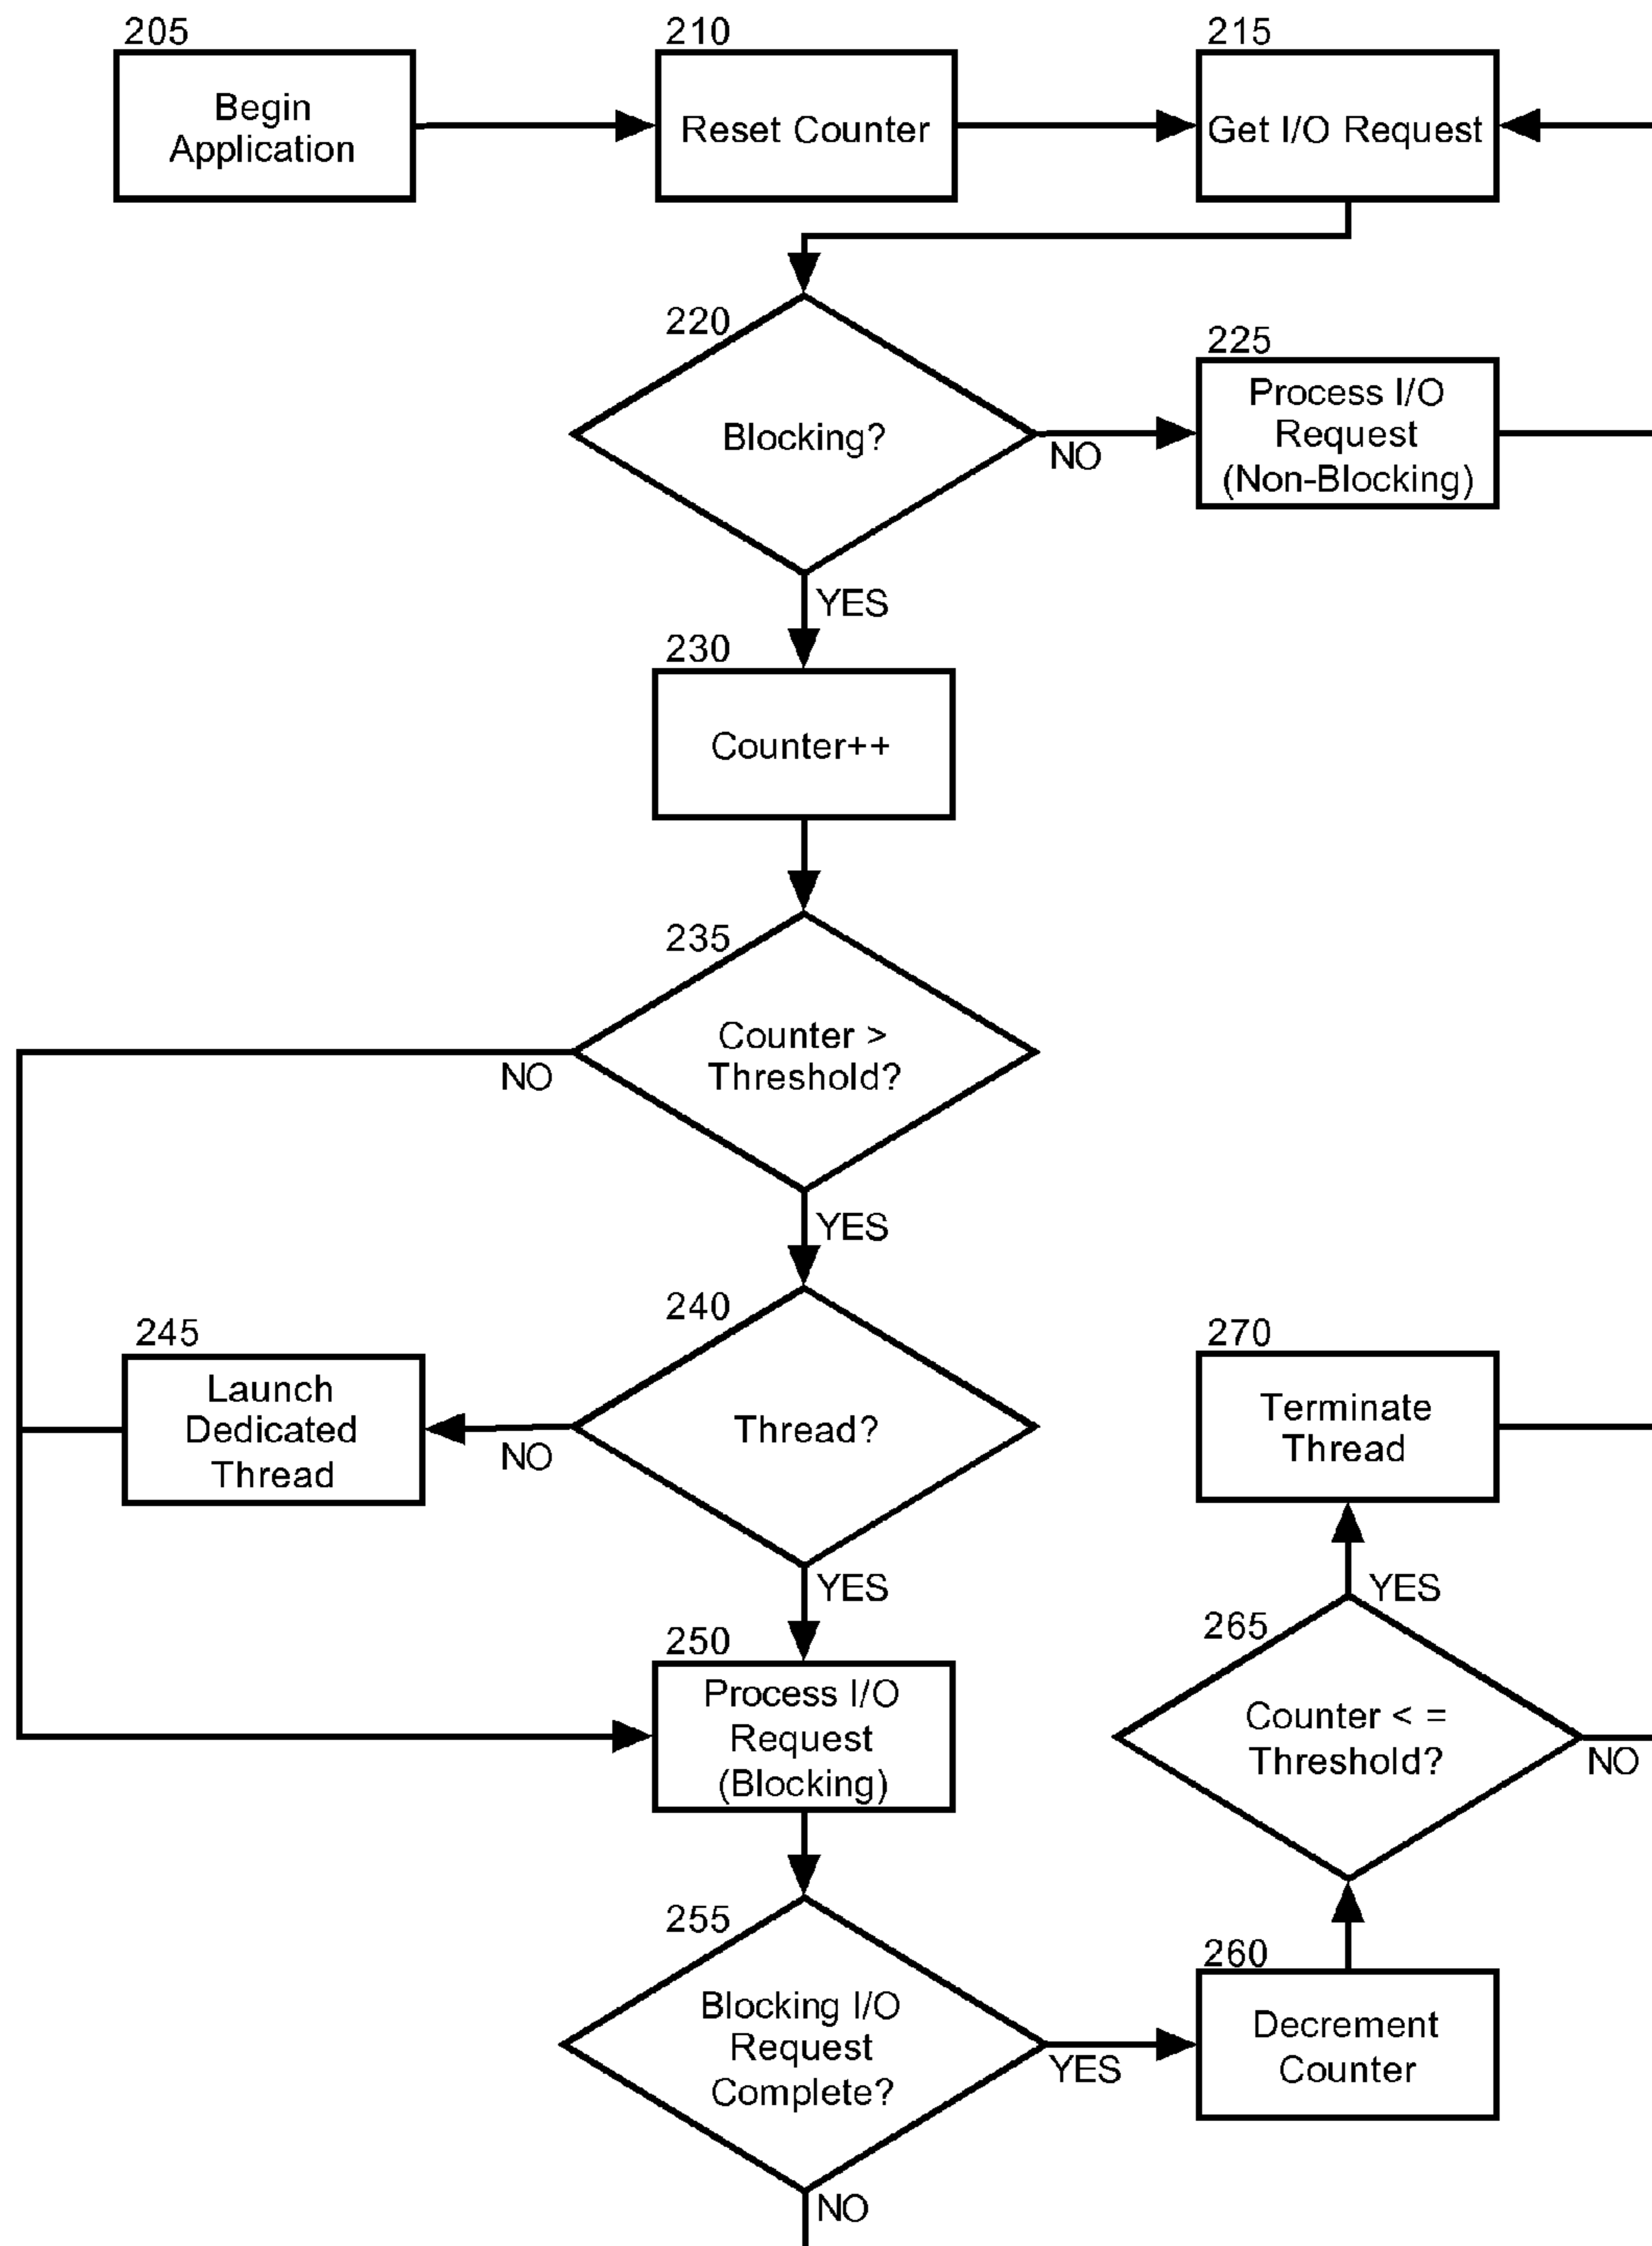 205
Begin
Application
210
Reset Counter
215
Get I/O Request
220
Blocking?
NO
225
Process I/O
Request
(Non-Blocking)
YES
230
Counter++
235
Counter >
Threshold?
NO
YES
240
Thread?
NO
245
Launch
Dedicated
Thread
YES
250
Process I/O
Request
(Blocking)
255
Blocking I/O
Request
Complete?
YES
NO
260
Decrement
Counter
265
Counter < =
Threshold?
YES
NO
270
Terminate
Thread